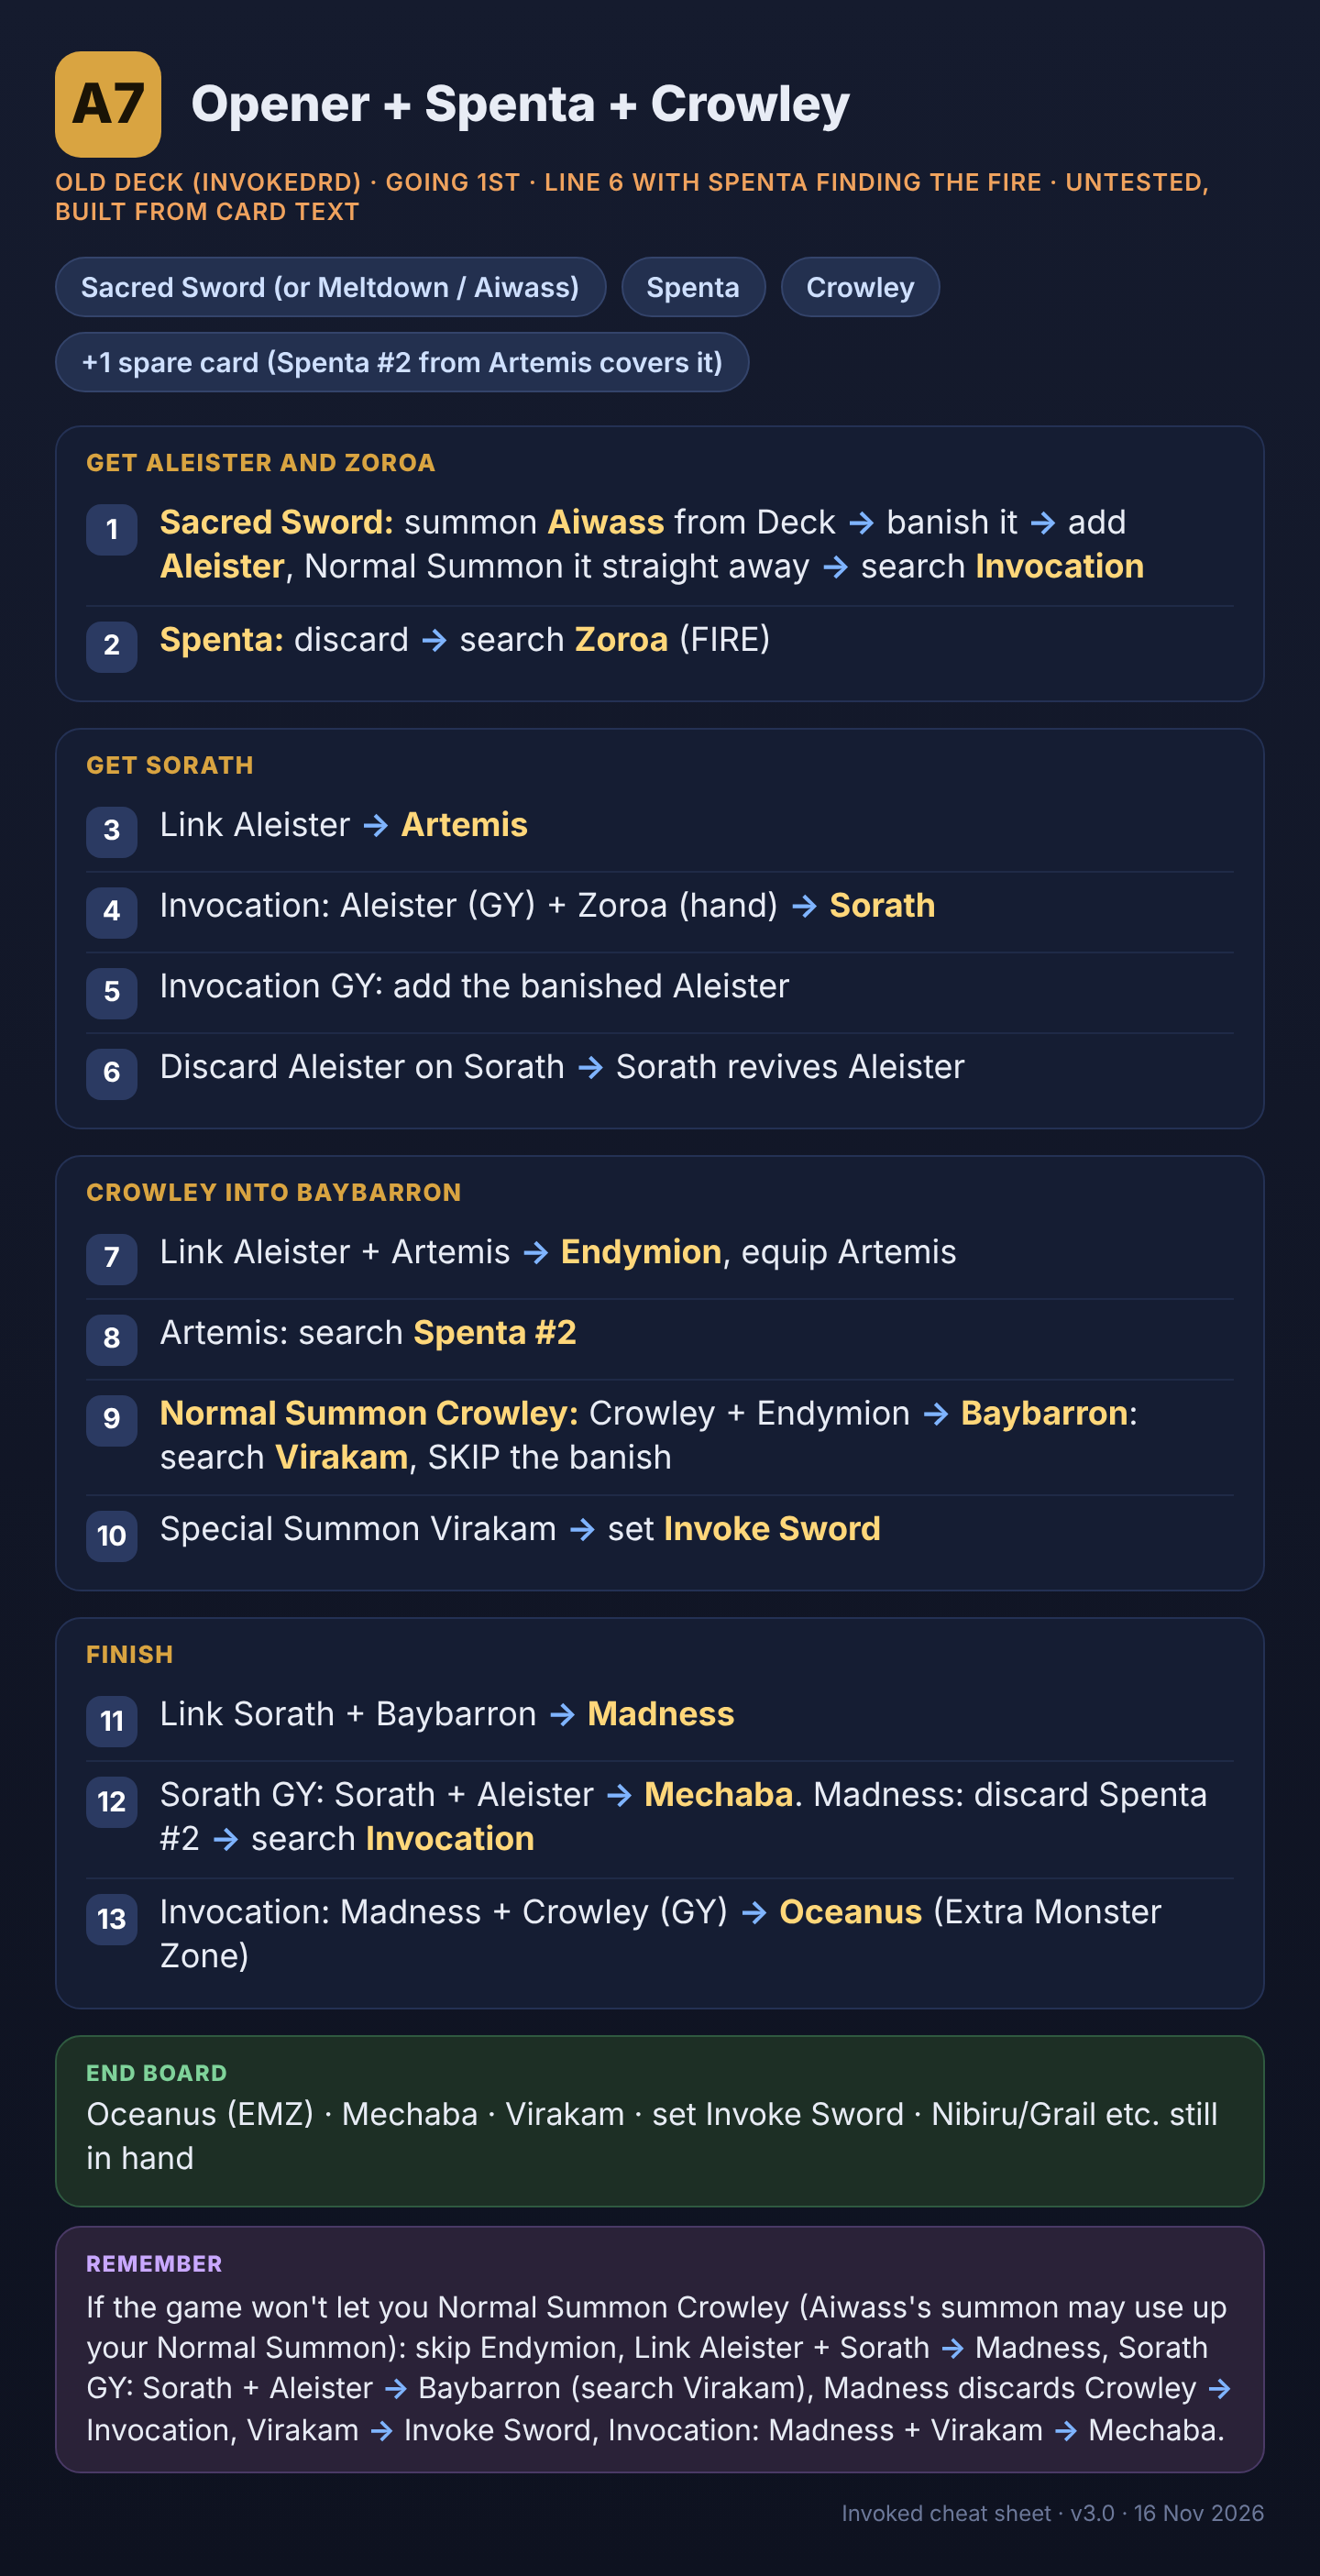 A7 Opener + Spenta + Crowley
OLD DECK (INVOKEDRD) · GOING 1ST · LINE 6 WITH SPENTA FINDING THE FIRE · UNTESTED,
BUILT FROM CARD TEXT
Sacred Sword (or Meltdown / Aiwass) Spenta Crowley
+1 spare card (Spenta #2 from Artemis covers it)
GET ALEISTER AND ZOROA
1 Sacred Sword: summon Aiwass from Deck → banish it → add
Aleister, Normal Summon it straight away → search Invocation
2 Spenta: discard → search Zoroa (FIRE)
GET SORATH
3 Link Aleister → Artemis
4 Invocation: Aleister (GY) + Zoroa (hand) → Sorath
5 Invocation GY: add the banished Aleister
6 Discard Aleister on Sorath → Sorath revives Aleister
CROWLEY INTO BAYBARRON
7 Link Aleister + Artemis → Endymion, equip Artemis
8 Artemis: search Spenta #2
9 Normal Summon Crowley: Crowley + Endymion → Baybarron:
search Virakam, SKIP the banish
10 Special Summon Virakam → set Invoke Sword
FINISH
11 Link Sorath + Baybarron → Madness
12 Sorath GY: Sorath + Aleister → Mechaba. Madness: discard Spenta
#2 → search Invocation
13 Invocation: Madness + Crowley (GY) → Oceanus (Extra Monster
Zone)
END BOARD
Oceanus (EMZ) · Mechaba · Virakam · set Invoke Sword · Nibiru/Grail etc. still
in hand
REMEMBER
If the game won't let you Normal Summon Crowley (Aiwass's summon may use up
your Normal Summon): skip Endymion, Link Aleister + Sorath → Madness, Sorath
GY: Sorath + Aleister → Baybarron (search Virakam), Madness discards Crowley →
Invocation, Virakam → Invoke Sword, Invocation: Madness + Virakam → Mechaba.
Invoked cheat sheet · v3.0 · 16 Nov 2026